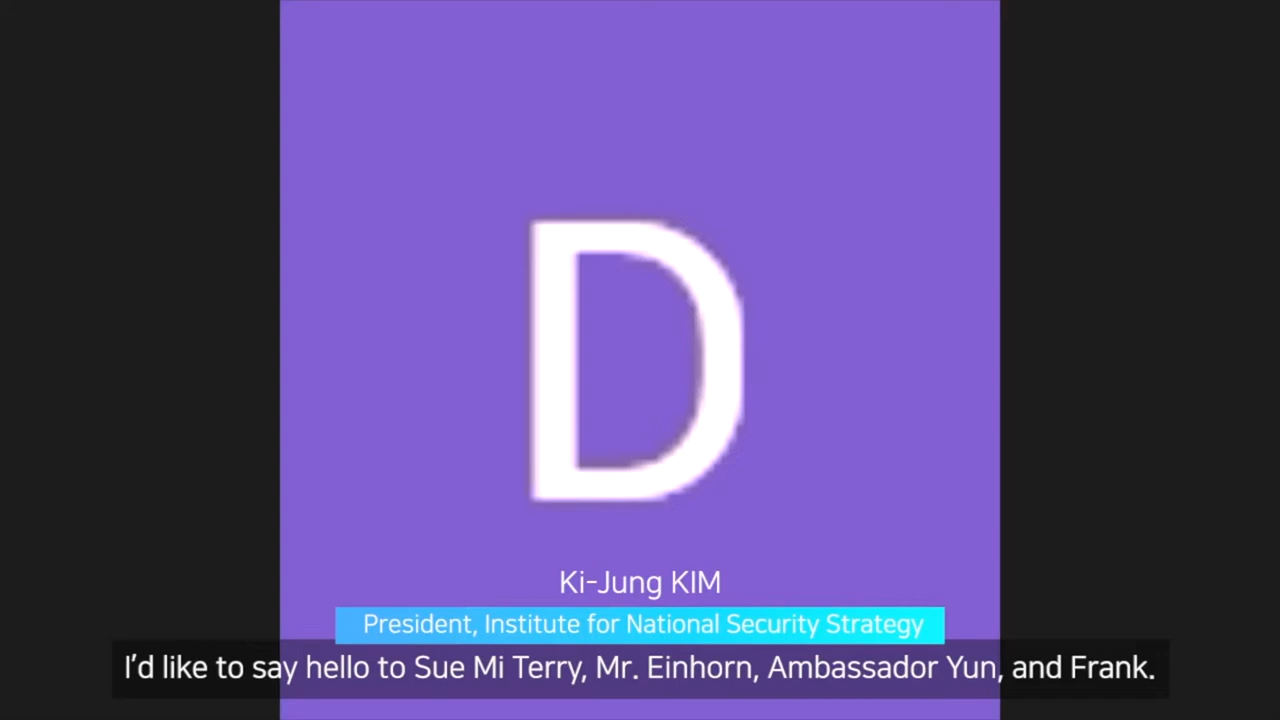 D
Ki-Jung KIM
President, Institute for National Security Strategy
I'd like to say hello to Sue Mi Terry, Mr. Einhorn, Ambassador Yun, and Frank.